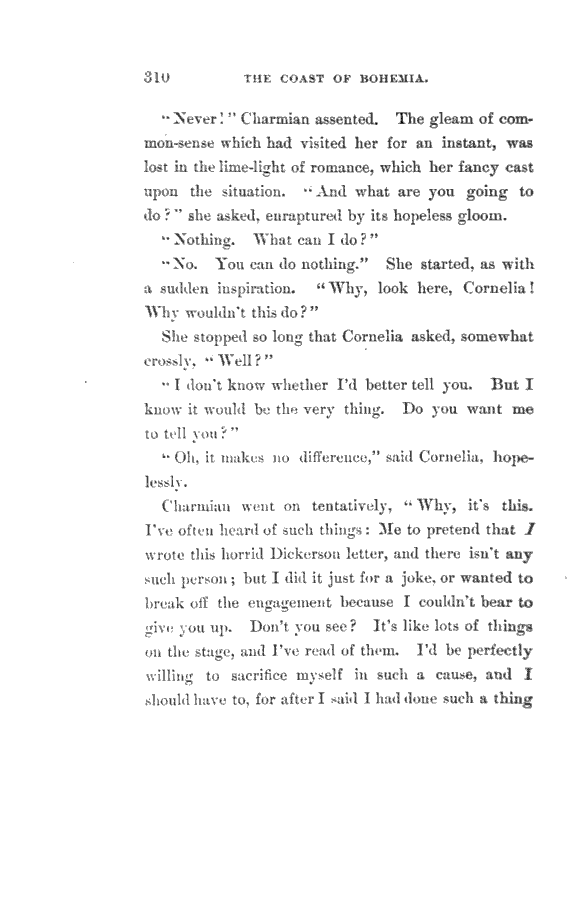 310 THE COAST OF BOHEMIA.
"Never!" Charmian assented. The gleam of com-
mon-sense which had visited her for an instant, was
lost in the lime-light of romance, which her fancy cast
upon the situation. "And what are you going to
do?" she asked, enraptured by its hopeless gloom.
"Nothing. What can I do?"
"No. You can do nothing." She started, as with
a sudden inspiration. "Why, look here, Cornelia!
Why wouldn't this do?"
She stopped so long that Cornelia asked, somewhat
crossly, "Well?"
"I don't know whether I'd better tell you. But I
know it would be the very thing. Do you want me
to tell you?"
"Oh, it makes no difference," said Cornelia, hope-
lessly.
Charmian went on tentatively, "Why, it's this.
I've often heard of such things: Me to pretend that I
wrote this horrid Dickerson letter, and there isn't any
such person; but I did it just for a joke, or wanted to
break off the engagement because I couldn't bear to
give you up. Don't you see? It's like lots of things
on the stage, and I've read of them. I'd be perfectly
willing to sacrifice myself in such a cause, and I
should have to, for after I said I had done such a thing